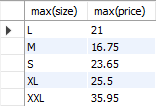 max(size) max(price)
L 21
M 16.75
S 23.65
XL 25.5
XXL 35.95